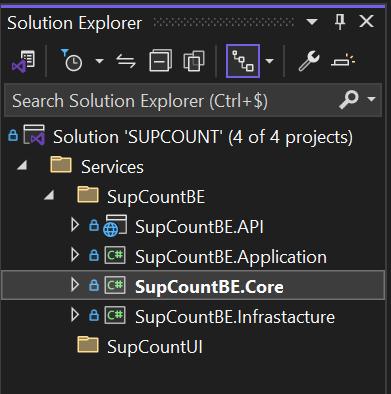 Solution Explorer
Search Solution Explorer (Ctrl+$)
Solution 'SUPCOUNT' (4 of 4 projects)
Services
SupCountBE
SupCountBE.API
C# SupCountBE.Application
C# SupCountBE.Core
C# SupCountBE.Infrastacture
SupCountUI